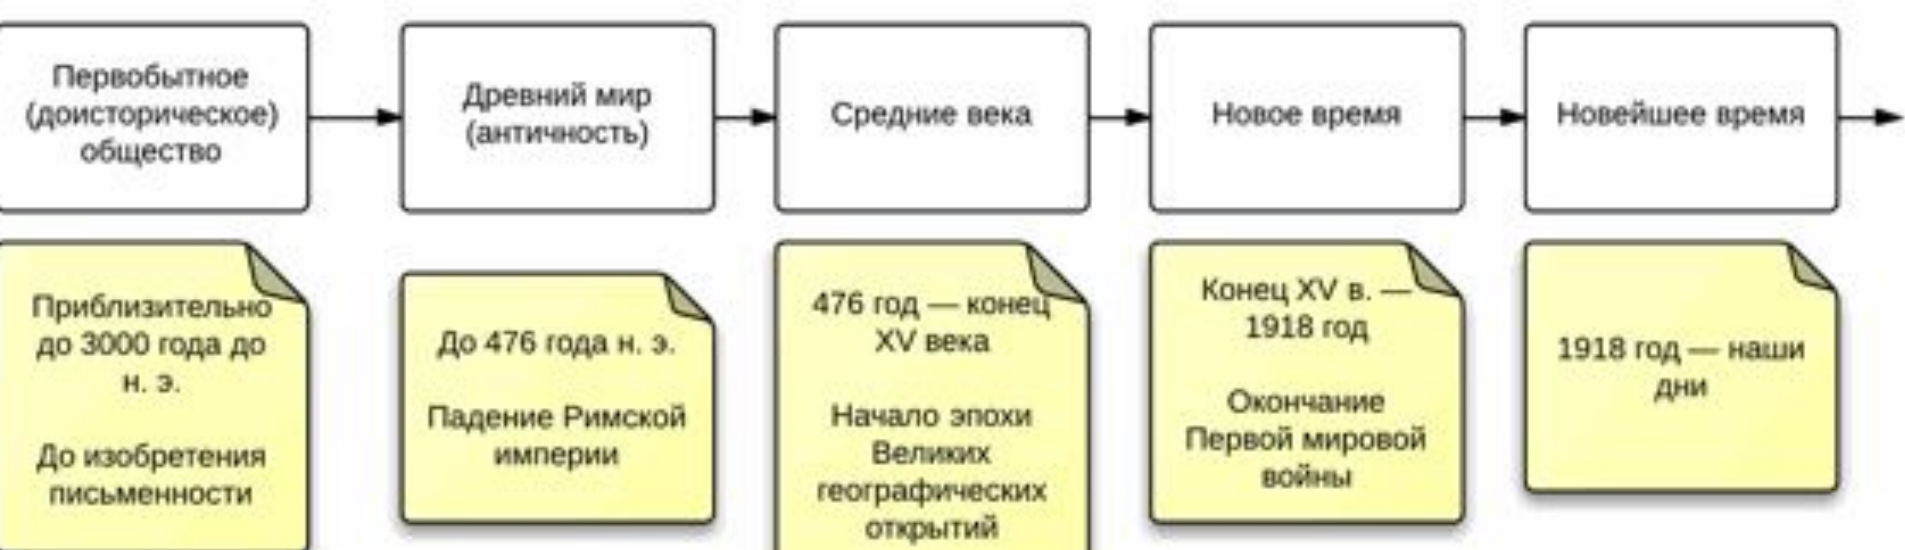 Первобытное
(доисторическое)
общество
Древний мир
(античность)
Средние века
Новое время
Новейшее время
Приблизительно
до 3000 года до
н. э.
До изобретения
письменности
До 476 года н. э.
Падение Римской
империи
476 год — конец
XV века
Начало эпохи
Великих
географических
открытий
Конец XV в. —
1918 год
Окончание
Первой мировой
войны
1918 год — наши
дни